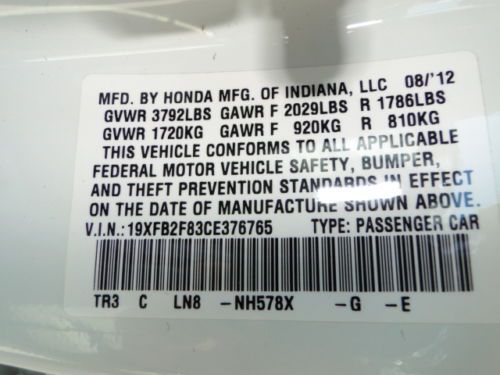 MFD. BY HONDA MFG. OF INDIANA, LLC 08/'12
GVWR 3792LBS GAWR F 2029LBS R 1786LBS
GVWR 1720KG GAWR F 920KG R 810KG
THIS VEHICLE CONFORMS TO ALL APPLICABLE
FEDERAL MOTOR VEHICLE SAFETY, BUMPER,
AND THEFT PREVENTION STANDARDS IN EFFECT
ON THE DATE OF MANUFACTURE SHOWN ABOVE.
V.I.N.:19XFB2F83CE376765 TYPE: PASSENGER CAR
TR3 C LN8 -NH578X -G -E